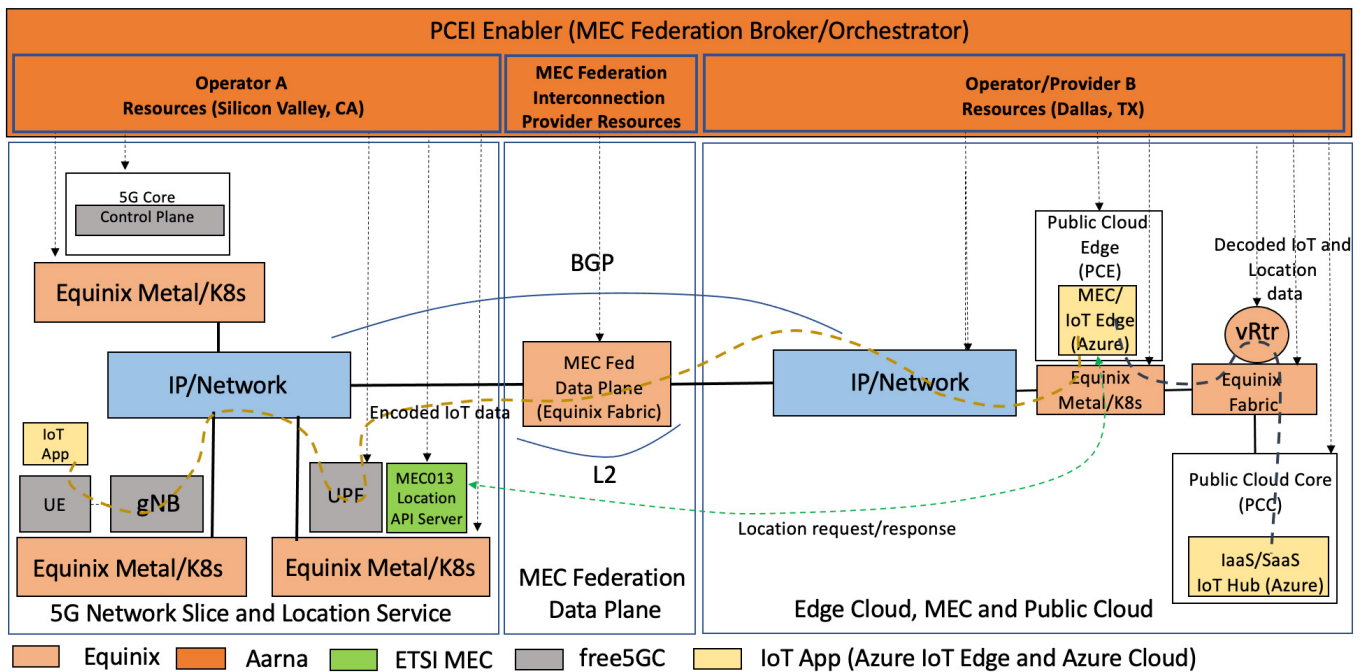 PCEI Enabler (MEC Federation Broker/Orchestrator)
Operator A
Resources (Silicon Valley, CA)
MEC Federation
Interconnection
Provider Resources
Operator/Provider B
Resources (Dallas, TX)
5G Core
Control Plane
Equinix Metal/K8s
IP/Network
IoT
App
UE
gNB
Equinix Metal/K8s
Encoded IoT data
UPF
MEC013
Location
API Server
Equinix Metal/K8s
5G Network Slice and Location Service
BGP
MEC Fed
Data Plane
(Equinix Fabric)
L2
MEC Federation
Data Plane
IP/Network
Public Cloud
Edge
(PCE)
MEC/
IoT Edge
(Azure)
Equinix
Metal/K8s
Decoded IoT and
Location
data
vRtr
Equinix
Fabric
Location request/response
Public Cloud Core
(PCC)
IaaS/SaaS
IoT Hub (Azure)
Edge Cloud, MEC and Public Cloud
Equinix
Aarna
ETSI MEC
free5GC
IoT App (Azure IoT Edge and Azure Cloud)